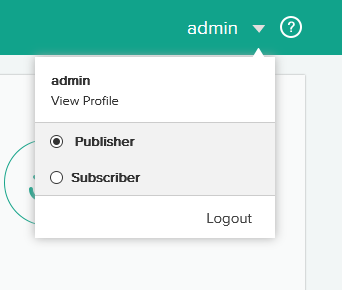 admin ?
admin
View Profile
Publisher
Subscriber
Logout